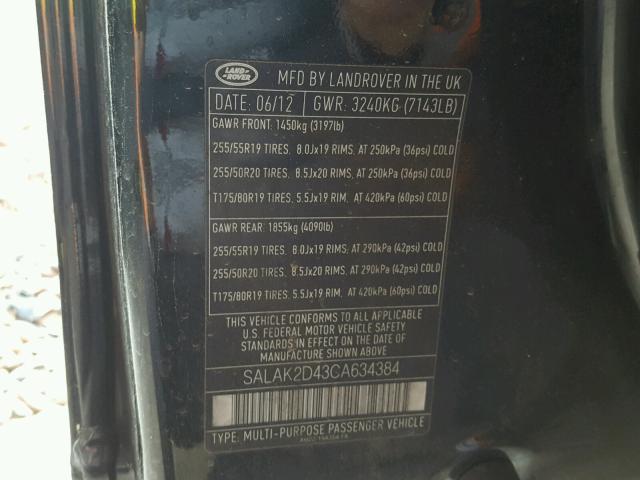 LAND ROVER
MFD BY LANDROVER IN THE UK
DATE: 06/12 GWR: 3240KG (7143LB)
GAWR FRONT: 1450kg (3197lb)
255/55R19 TIRES. 8.0Jx19 RIMS, AT 250kPa (36psi) COLD
255/50R20 TIRES. 8.5Jx20 RIMS, AT 250kPa (36psi) COLD
T175/80R19 TIRES. 5.5Jx19 RIM, AT 420kPa (60psi) COLD
GAWR REAR: 1855kg (4090lb)
255/55R19 TIRES. 8.0Jx19 RIMS, AT 290kPa (42psi) COLD
255/50R20 TIRES. 8.5Jx20 RIMS, AT 290kPa (42psi) COLD
T175/80R19 TIRES. 5.5Jx19 RIM, AT 420kPa (60psi) COLD
THIS VEHICLE CONFORMS TO ALL APPLICABLE
U.S. FEDERAL MOTOR VEHICLE SAFETY
STANDARDS IN EFFECT ON THE DATE OF
MANUFACTURE SHOWN ABOVE.
SALAK2D43CA634384
TYPE: MULTI-PURPOSE PASSENGER VEHICLE